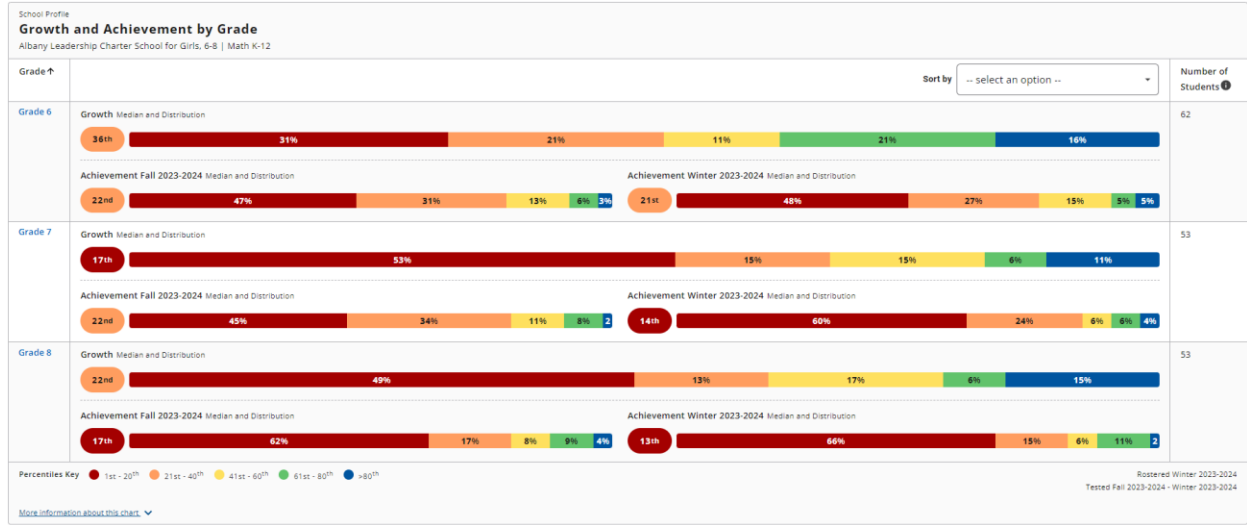 School Profile
Growth and Achievement by Grade
Albany Leadership Charter School for Girls, 6-8 | Math K-12
Grade↑
Sort by
-- select an option --
Number of
Students
Grade 6
Growth Median and Distribution
62
36th 31% 21% 11% 21% 16%
Achievement Fall 2023-2024 Median and Distribution
Achievement Winter 2023-2024 Median and Distribution
22nd 47% 31% 13% 6% 3%
21st 48% 27% 15% 5% 5%
Grade 7
Growth Median and Distribution
53
17th 53% 15% 15% 6% 11%
Achievement Fall 2023-2024 Median and Distribution
Achievement Winter 2023-2024 Median and Distribution
22nd 45% 34% 11% 8% 2
14th 60% 24% 6% 6% 4%
Grade 8
Growth Median and Distribution
53
22nd 49% 13% 17% 6% 15%
Achievement Fall 2023-2024 Median and Distribution
Achievement Winter 2023-2024 Median and Distribution
17th 62% 17% 8% 9% 4%
13th 66% 15% 6% 11% 2
Percentiles Key 1st - 20th 21st - 40th 41st - 60th 61st - 80th >80th
Rostered Winter 2023-2024
Tested Fall 2023-2024 - Winter 2023-2024
More information about this chart